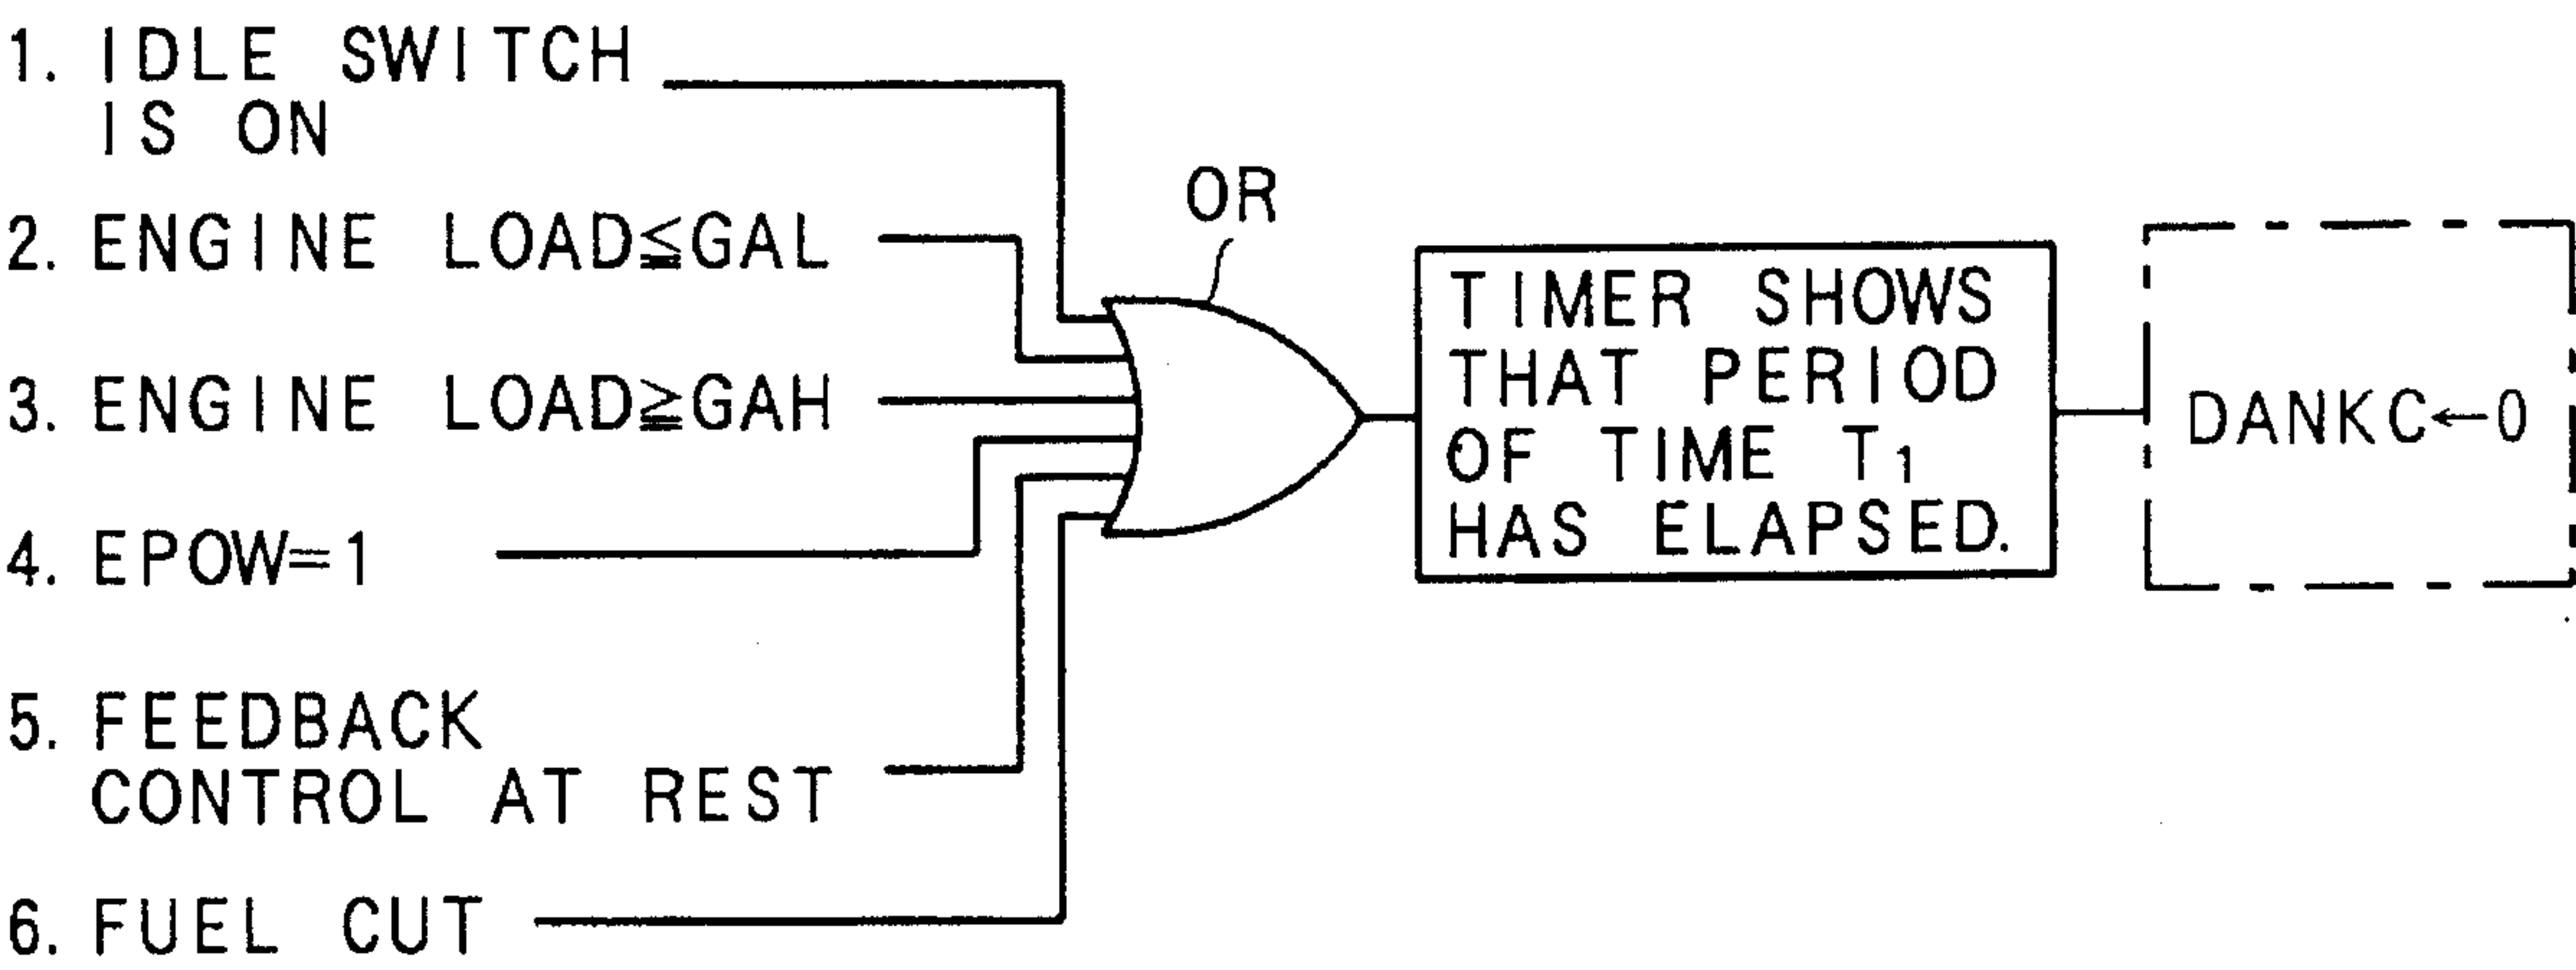 1. IDLE SWITCH
IS ON
2. ENGINE LOAD≦GAL
3. ENGINE LOAD≧GAH
4. EPOW=1
5. FEEDBACK
CONTROL AT REST
6. FUEL CUT
OR
TIMER SHOWS
THAT PERIOD
OF TIME T₁
HAS ELAPSED.
DANKC←0